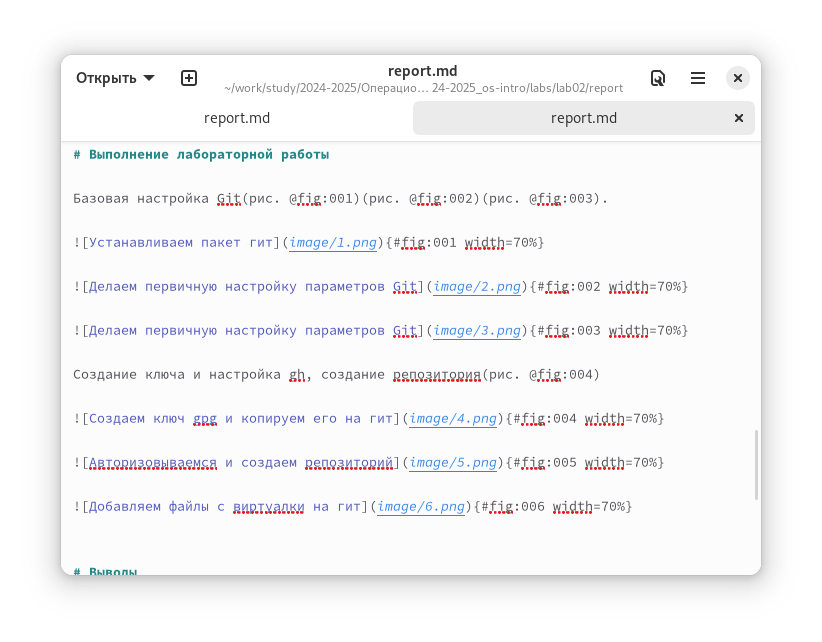 Открыть
report.md
~/work/study/2024-2025/Операцио… 24-2025_os-intro/labs/lab02/report
report.md
report.md
# Выполнение лабораторной работы
Базовая настройка Git(рис. @fig:001)(рис. @fig:002)(рис. @fig:003).
![Устанавливаем пакет гит](image/1.png){#fig:001 width=70%}
![Делаем первичную настройку параметров Git](image/2.png){#fig:002 width=70%}
![Делаем первичную настройку параметров Git](image/3.png){#fig:003 width=70%}
Создание ключа и настройка gh, создание репозитория(рис. @fig:004)
![Создаем ключ gpg и копируем его на гит](image/4.png){#fig:004 width=70%}
![Авторизовываемся и создаем репозиторий](image/5.png){#fig:005 width=70%}
![Добавляем файлы с виртуалки на гит](image/6.png){#fig:006 width=70%}
# Выводы